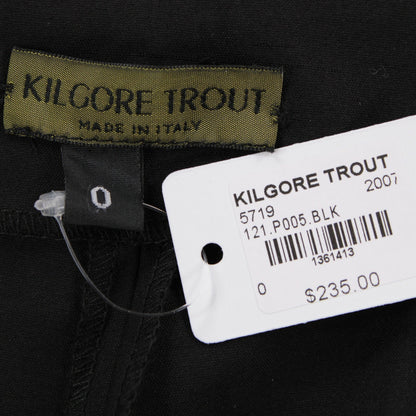 KILGORE TROUT
MADE IN ITALY
0
KILGORE TROUT
5719 2007
121.P005.BLK
1361413
0 $235.00